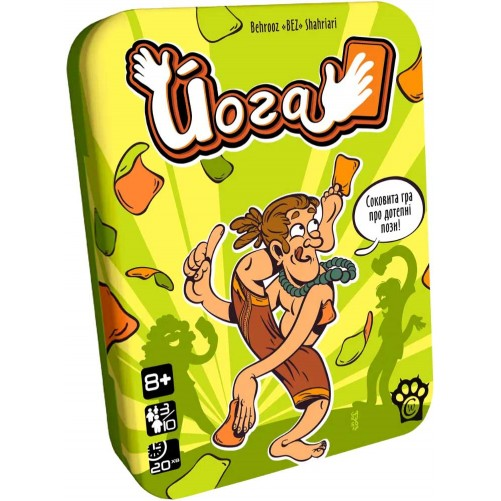 Behrooz «BEZ» Shahriari
Йога
Соковита гра
про дотепні
пози!
8+
3/10
20 хв